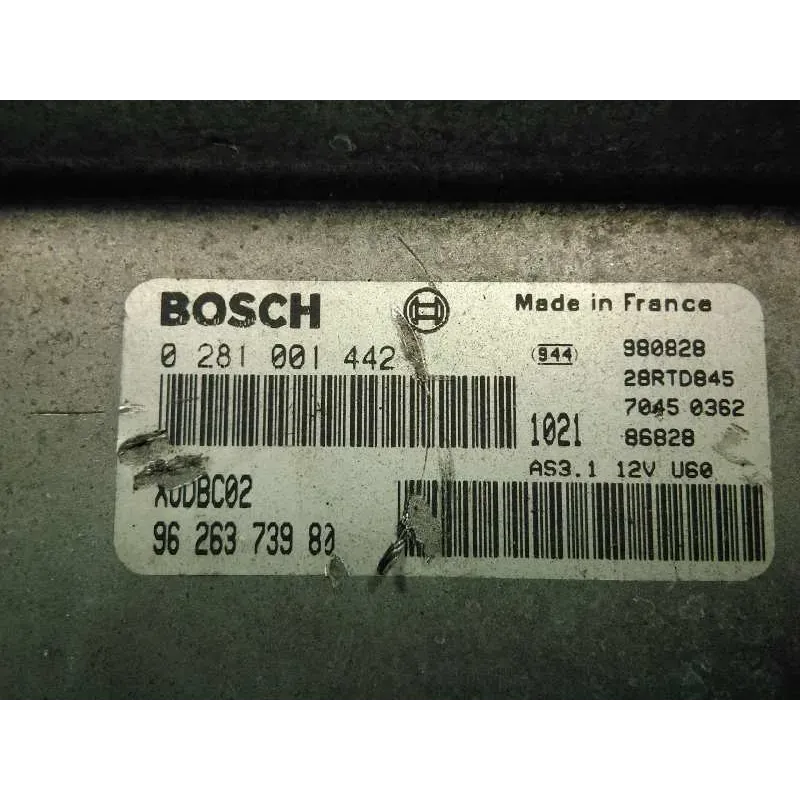 BOSCH
Made in France
0 281 001 442
944
980828
28RTD845
7045 0362
1021
86828
AS3.1 12V U60
XUDBC02
96 263 739 80